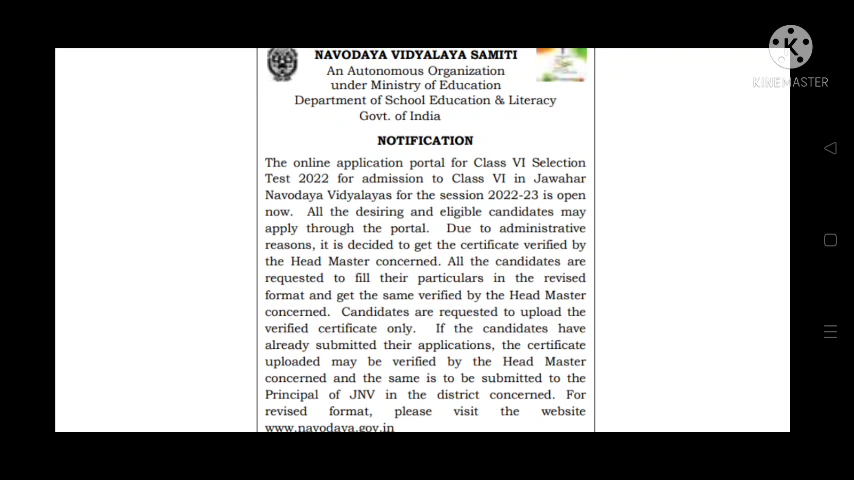 NAVODAYA VIDYALAYA SAMITI
An Autonomous Organization
under Ministry of Education
Department of School Education & Literacy
Govt. of India
NOTIFICATION
The online application portal for Class VI Selection
Test 2022 for admission to Class VI in Jawahar
Navodaya Vidyalayas for the session 2022-23 is open
now. All the desiring and eligible candidates may
apply through the portal. Due to administrative
reasons, it is decided to get the certificate verified by
the Head Master concerned. All the candidates are
requested to fill their particulars in the revised
format and get the same verified by the Head Master
concerned. Candidates are requested to upload the
verified certificate only. If the candidates have
already submitted their applications, the certificate
uploaded may be verified by the Head Master
concerned and the same is to be submitted to the
Principal of JNV in the district concerned. For
revised format, please visit the website
www.navodaya.gov.in
K
KINEMASTER